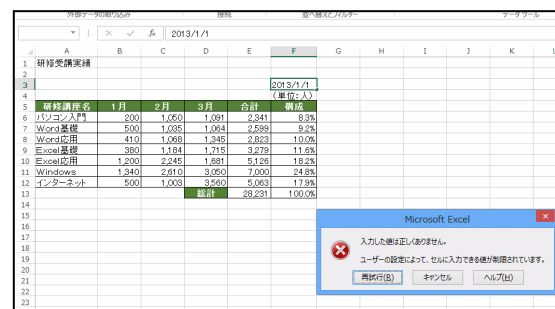 外部データの取り込み 接続 並べ替えとフィルター データ ツール
fx 2013/1/1
A B C D E F G H I J K
1 研修受講実績
2
3 2013/1/1
4 （単位：人）
5 研修講座名 1月 2月 3月 合計 構成
6 パソコン入門 200 1,050 1,091 2,341 8.3%
7 Word基礎 500 1,035 1,064 2,599 9.2%
8 Word応用 410 1,068 1,345 2,823 10.0%
9 Excel基礎 380 1,184 1,715 3,279 11.6%
10 Excel応用 1,200 2,245 1,681 5,126 18.2%
11 Windows 1,340 2,610 3,050 7,000 24.8%
12 インターネット 500 1,003 3,560 5,063 17.9%
13 総計 28,231 100.0%
14
15
16
17
18
19
20
21
22
23
Microsoft Excel
入力した値は正しくありません。
ユーザーの設定によって、セルに入力できる値が制限されています。
再試行(R) キャンセル ヘルプ(H)